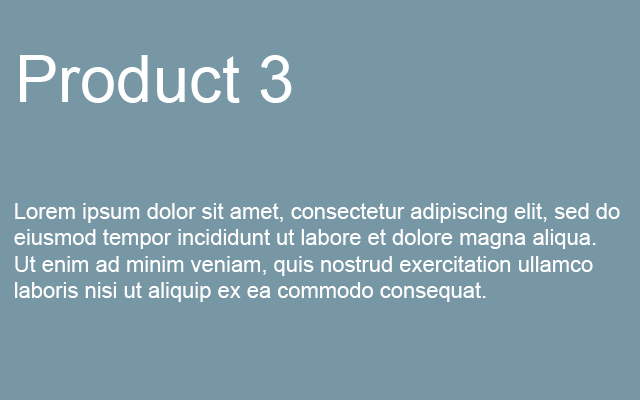 Product 3
Lorem ipsum dolor sit amet, consectetur adipiscing elit, sed do
eiusmod tempor incididunt ut labore et dolore magna aliqua.
Ut enim ad minim veniam, quis nostrud exercitation ullamco
laboris nisi ut aliquip ex ea commodo consequat.